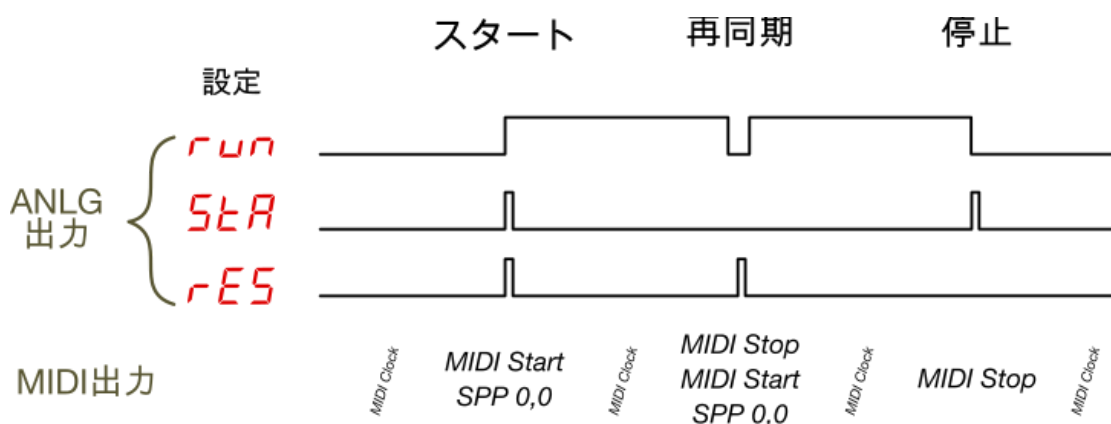 スタート 再同期 停止
設定
run
ANLG
出力
StA
rES
MIDI出力
MIDI Clock
MIDI Start
SPP 0,0
MIDI Clock
MIDI Stop
MIDI Start
SPP 0,0
MIDI Clock
MIDI Stop
MIDI Clock